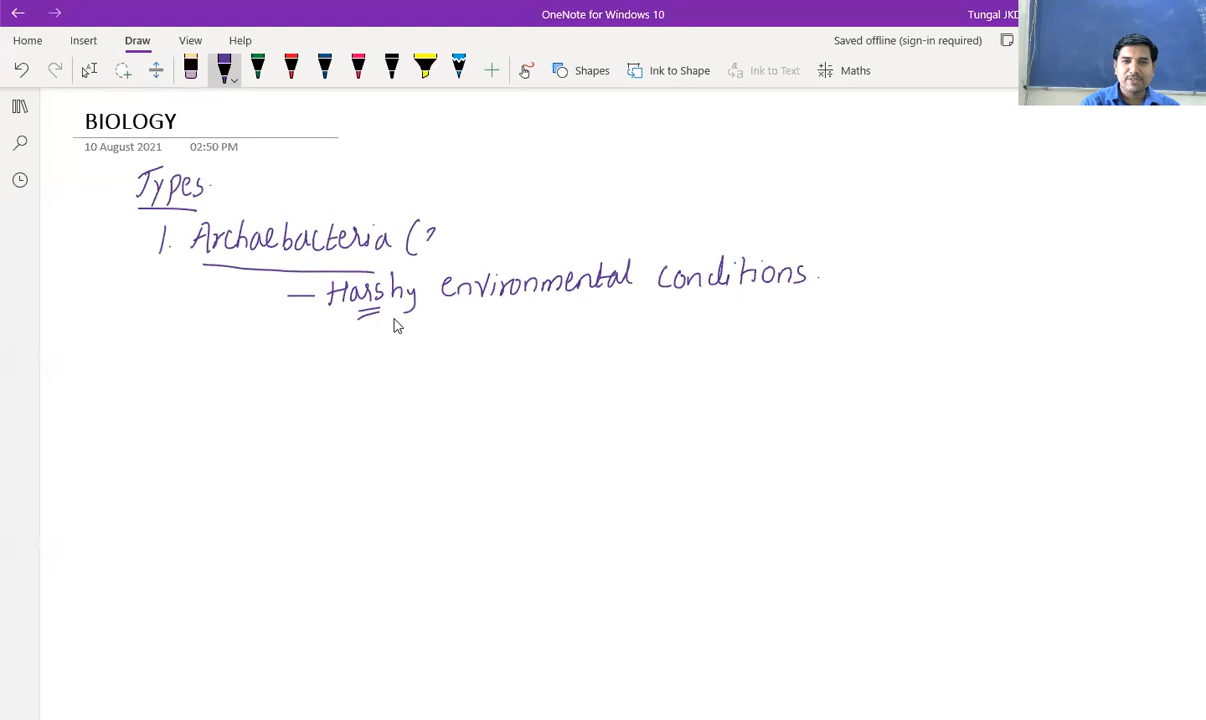 OneNote for Windows 10
Tungal JKD
Home Insert Draw View Help
Saved offline (sign-in required)
Shapes Ink to Shape Ink to Text Maths
BIOLOGY
10 August 2021 02:50 PM
Types.
1. Archaebacteria (
— Harshy environmental conditions.